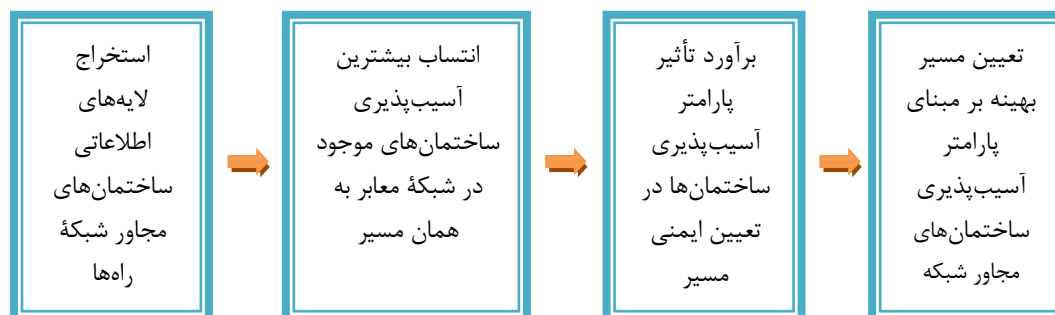 استخراج
لایه‌های
اطلاعاتی
ساختمان‌های
مجاور شبکۀ
راه‌ها
انتساب بیشترین
آسیب‌پذیری
ساختمان‌های موجود
در شبکۀ معابر به
همان مسیر
برآورد تأثیر
پارامتر
آسیب‌پذیری
ساختمان‌ها در
تعیین ایمنی
مسیر
تعیین مسیر
بهینه بر مبنای
پارامتر
آسیب‌پذیری
ساختمان‌های
مجاور شبکه